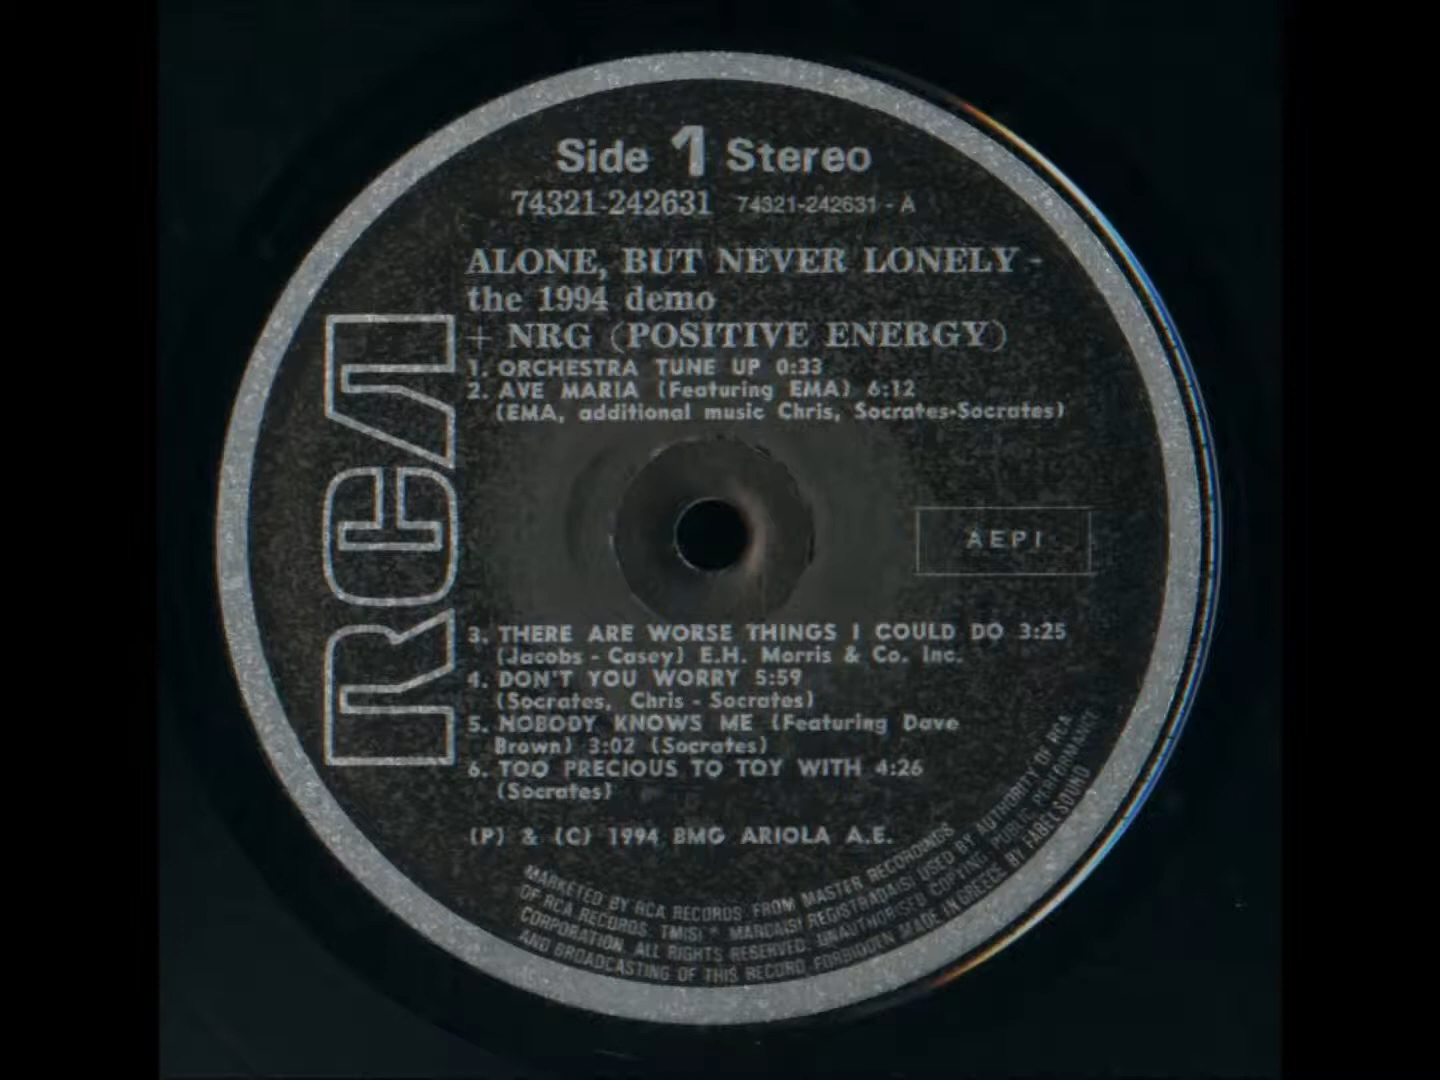 Side 1 Stereo
74321-242631 74321-242631 - A
ALONE, BUT NEVER LONELY -
the 1994 demo
+ NRG (POSITIVE ENERGY)
1. ORCHESTRA TUNE UP 0:33
2. AVE MARIA (Featuring EMA) 6:12
(EMA, additional music Chris, Socrates-Socrates)
RCA
AEPI
3. THERE ARE WORSE THINGS I COULD DO 3:25
(Jacobs - Casey) E.H. Morris & Co. Inc.
4. DON'T YOU WORRY 5:59
(Socrates, Chris - Socrates)
5. NOBODY KNOWS ME (Featuring Dave
Brown) 3:02 (Socrates)
6. TOO PRECIOUS TO TOY WITH 4:26
(Socrates)
(P) & (C) 1994 BMG ARIOLA A.E.
MARKETED BY RCA RECORDS FROM MASTER RECORDINGS
OF RCA RECORDS. TM(S) ® MARCA(S) REGISTRADA(S) USED BY AUTHORITY OF RCA
CORPORATION. ALL RIGHTS RESERVED. UNAUTHORISED COPYING PUBLIC PERFORMANCE
AND BROADCASTING OF THIS RECORD FORBIDDEN MADE IN GREECE BY FABELSOUND